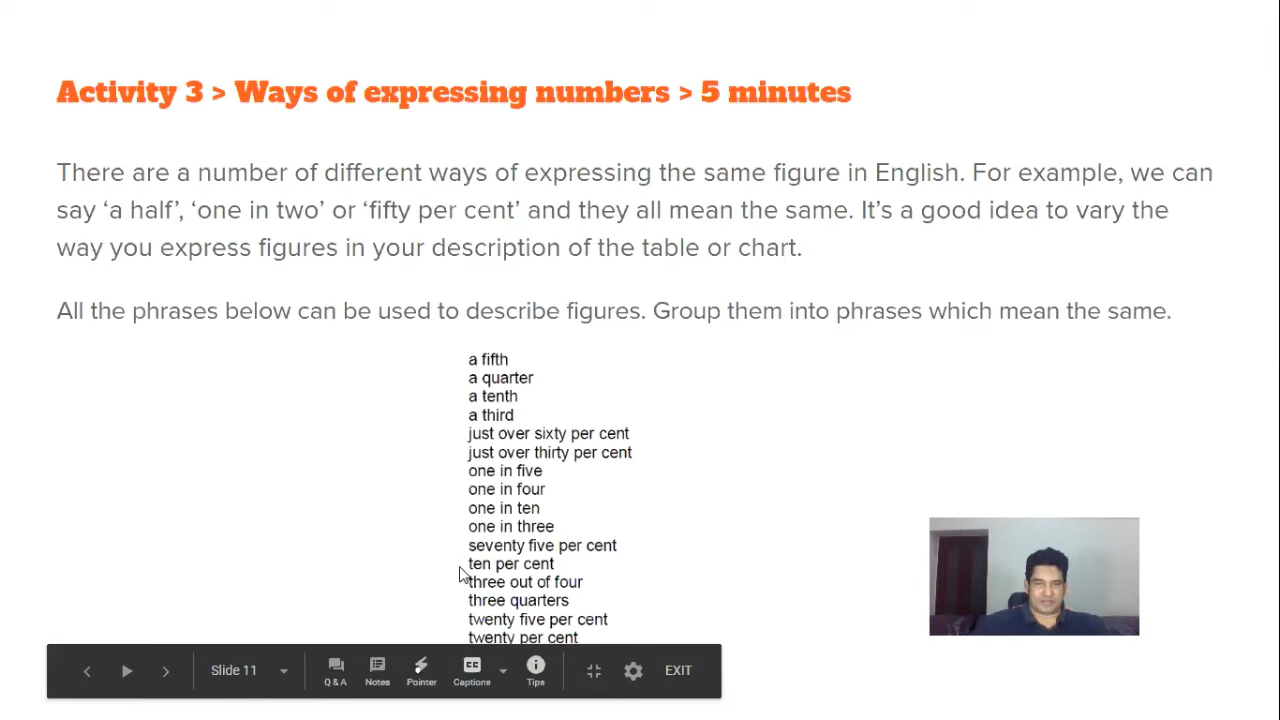 Activity 3 > Ways of expressing numbers > 5 minutes
There are a number of different ways of expressing the same figure in English. For example, we can
say ‘a half’, ‘one in two’ or ‘fifty per cent’ and they all mean the same. It’s a good idea to vary the
way you express figures in your description of the table or chart.
All the phrases below can be used to describe figures. Group them into phrases which mean the same.
a fifth
a quarter
a tenth
a third
just over sixty per cent
just over thirty per cent
one in five
one in four
one in ten
one in three
seventy five per cent
ten per cent
three out of four
three quarters
twenty five per cent
twenty per cent
Slide 11
Q & A
Notes
Pointer
CC
Captions
Tips
EXIT